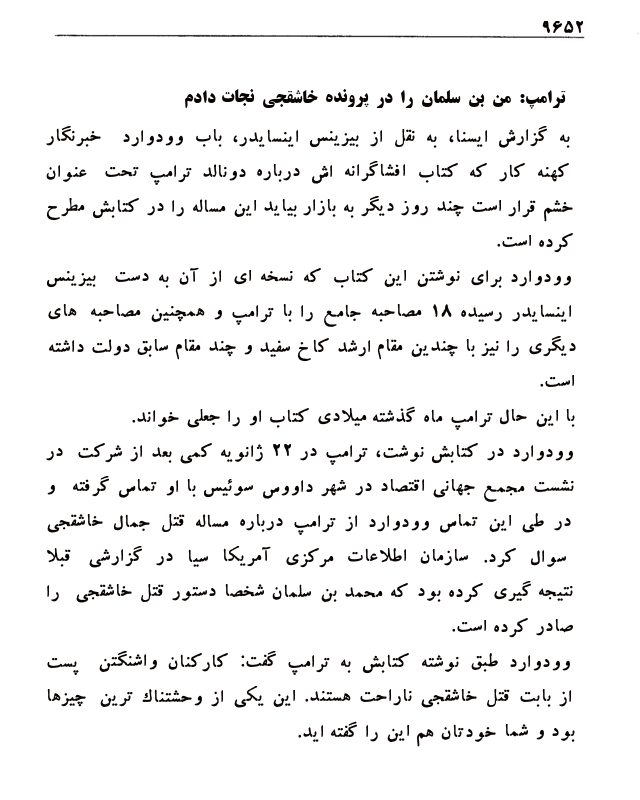 ۹۶۵۲
ترامپ: من بن سلمان را در پرونده خاشقجی نجات دادم
به گزارش ایسنا، به نقل از بیزینس اینسایدر، باب وودوارد خبرنگار
کهنه کار که کتاب افشاگرانه اش درباره دونالد ترامپ تحت عنوان
خشم قرار است چند روز دیگر به بازار بیاید این مساله را در کتابش مطرح
کرده است.
وودوارد برای نوشتن این کتاب که نسخه ای از آن به دست بیزینس
اینسایدر رسیده ۱۸ مصاحبه جامع را با ترامپ و همچنین مصاحبه های
دیگری را نیز با چندین مقام ارشد کاخ سفید و چند مقام سابق دولت داشته
است.
با این حال ترامپ ماه گذشته میلادی کتاب او را جعلی خواند.
وودوارد در کتابش نوشت، ترامپ در ۲۲ ژانویه کمی بعد از شرکت در
نشست مجمع جهانی اقتصاد در شهر داووس سوئیس با او تماس گرفته و
در طی این تماس وودوارد از ترامپ درباره مساله قتل جمال خاشقجی
سوال کرد. سازمان اطلاعات مرکزی آمریکا سیا در گزارشی قبلا
نتیجه گیری کرده بود که محمد بن سلمان شخصا دستور قتل خاشقجی را
صادر کرده است.
وودوارد طبق نوشته کتابش به ترامپ گفت: کارکنان واشنگتن پست
از بابت قتل خاشقجی ناراحت هستند. این یکی از وحشتناك ترین چیزها
بود و شما خودتان هم این را گفته اید.